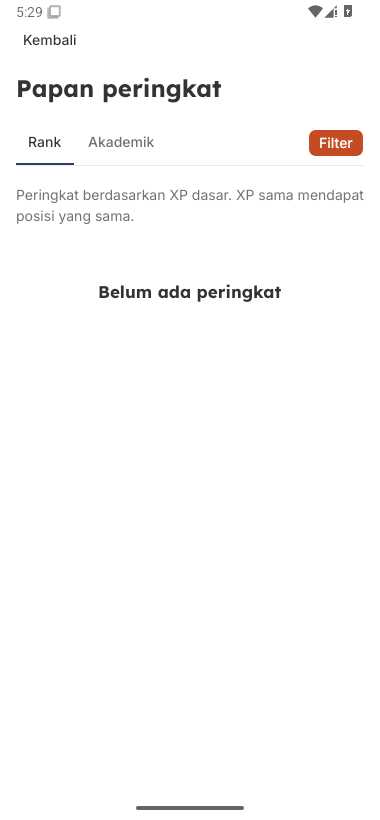 5:29
Kembali
Papan peringkat
Rank
Akademik
Filter
Peringkat berdasarkan XP dasar. XP sama mendapat
posisi yang sama.
Belum ada peringkat